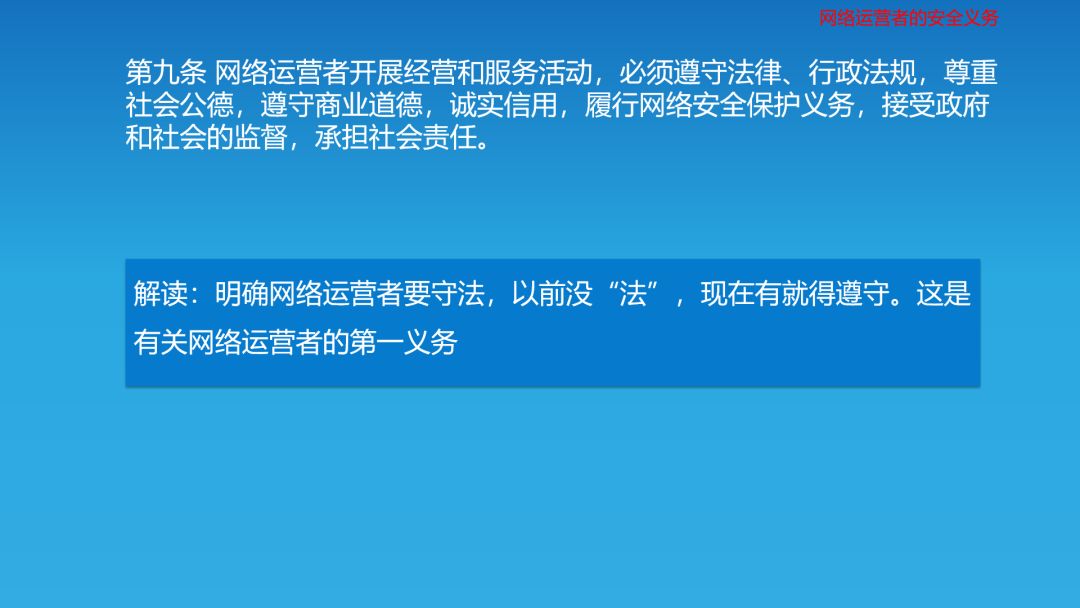 网络运营者的安全义务
第九条 网络运营者开展经营和服务活动，必须遵守法律、行政法规，尊重
社会公德，遵守商业道德，诚实信用，履行网络安全保护义务，接受政府
和社会的监督，承担社会责任。
解读：明确网络运营者要守法，以前没“法”，现在有就得遵守。这是
有关网络运营者的第一义务